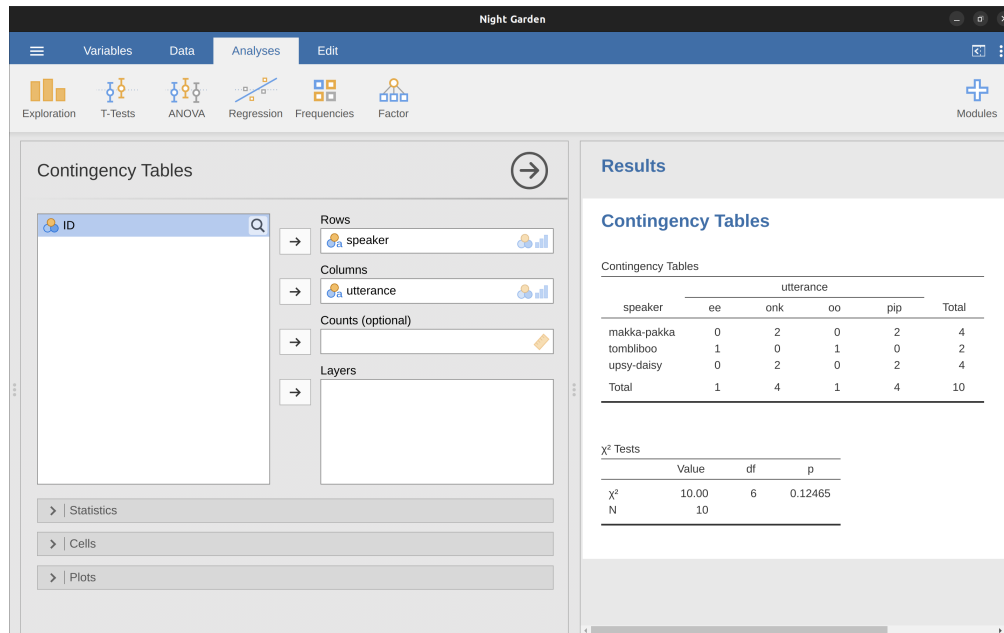 Night Garden
Variables Data Analyses Edit
Exploration T-Tests ANOVA Regression Frequencies Factor Modules
Contingency Tables
ID
Rows
speaker
Columns
utterance
Counts (optional)
Layers
Statistics
Cells
Plots
Results
Contingency Tables
Contingency Tables
utterance
speaker ee onk oo pip Total
makka-pakka 0 2 0 2 4
tombliboo 1 0 1 0 2
upsy-daisy 0 2 0 2 4
Total 1 4 1 4 10
χ² Tests
Value df p
χ² 10.00 6 0.12465
N 10